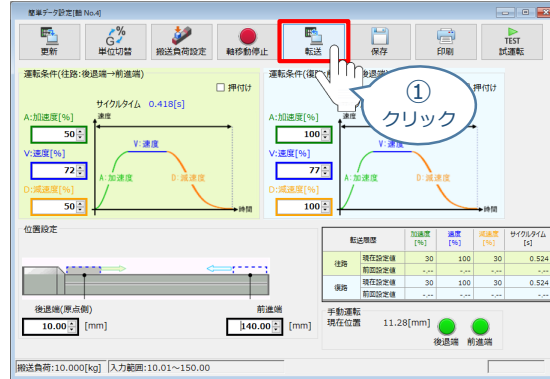 簡単データ設定[軸 No.4]
更新
単位切替
搬送負荷設定
軸移動停止
転送
保存
印刷
TEST
試運転
運転条件(往路:後退端→前進端)
押付け
サイクルタイム 0.418[s]
A:加速度[%]
50
V:速度[%]
72
D:減速度[%]
50
速度
V:速度
A:加速度
D:減速度
時間
運転条件(復
後退端)
押付け
①
クリック
A:加速度[%]
100
V:速度[%]
77
D:減速度[%]
100
速度
V:速度
A:加速度
D:減速度
時間
位置設定
後退端(原点側)
10.00 [mm]
前進端
140.00 [mm]
転送履歴 加速度[%] 速度[%] 減速度[%] サイクルタイム[s]
往路 現在設定値 30 100 30 0.524
前回設定値 -.-- -.-- -.-- -.--
復路 現在設定値 30 100 30 0.524
前回設定値 -.-- -.-- -.-- -.--
手動運転
現在位置 11.28[mm]
後退端 前進端
搬送負荷:10.000[kg] 入力範囲:10.01～150.00